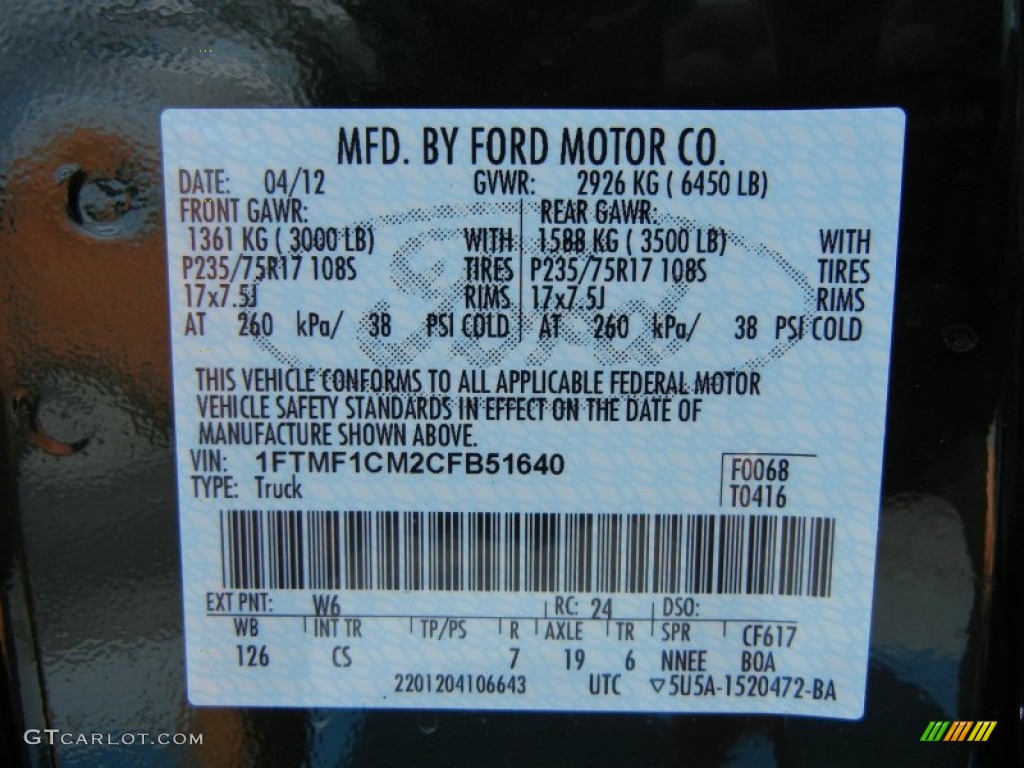 MFD. BY FORD MOTOR CO.
DATE: 04/12 GVWR: 2926 KG ( 6450 LB)
FRONT GAWR: REAR GAWR:
1361 KG ( 3000 LB) WITH 1588 KG ( 3500 LB) WITH
P235/75R17 108S TIRES P235/75R17 108S TIRES
17x7.5J RIMS 17x7.5J RIMS
AT 260 kPa/ 38 PSI COLD AT 260 kPa/ 38 PSI COLD
Ford
THIS VEHICLE CONFORMS TO ALL APPLICABLE FEDERAL MOTOR
VEHICLE SAFETY STANDARDS IN EFFECT ON THE DATE OF
MANUFACTURE SHOWN ABOVE.
VIN: 1FTMF1CM2CFB51640 F0068
TYPE: Truck T0416
EXT PNT: W6 RC: 24 DSO:
WB INT TR TP/PS R AXLE TR SPR CF617
126 CS 7 19 6 NNEE BOA
2201204106643 UTC ▽5U5A-1520472-BA
GTCARLOT.COM